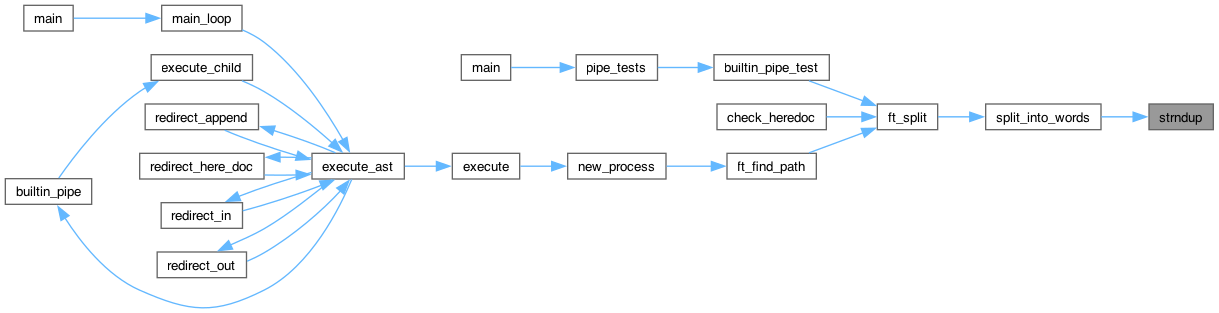 main
main_loop
execute_child
main
pipe_tests
builtin_pipe_test
redirect_append
check_heredoc
ft_split
split_into_words
strndup
redirect_here_doc
execute_ast
execute
new_process
ft_find_path
builtin_pipe
redirect_in
redirect_out